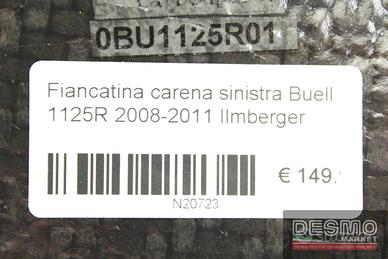 0BU1125R01
Fiancatina carena sinistra Buell
1125R 2008-2011 Ilmberger
€ 149.
N20723
DESMO
MARKET